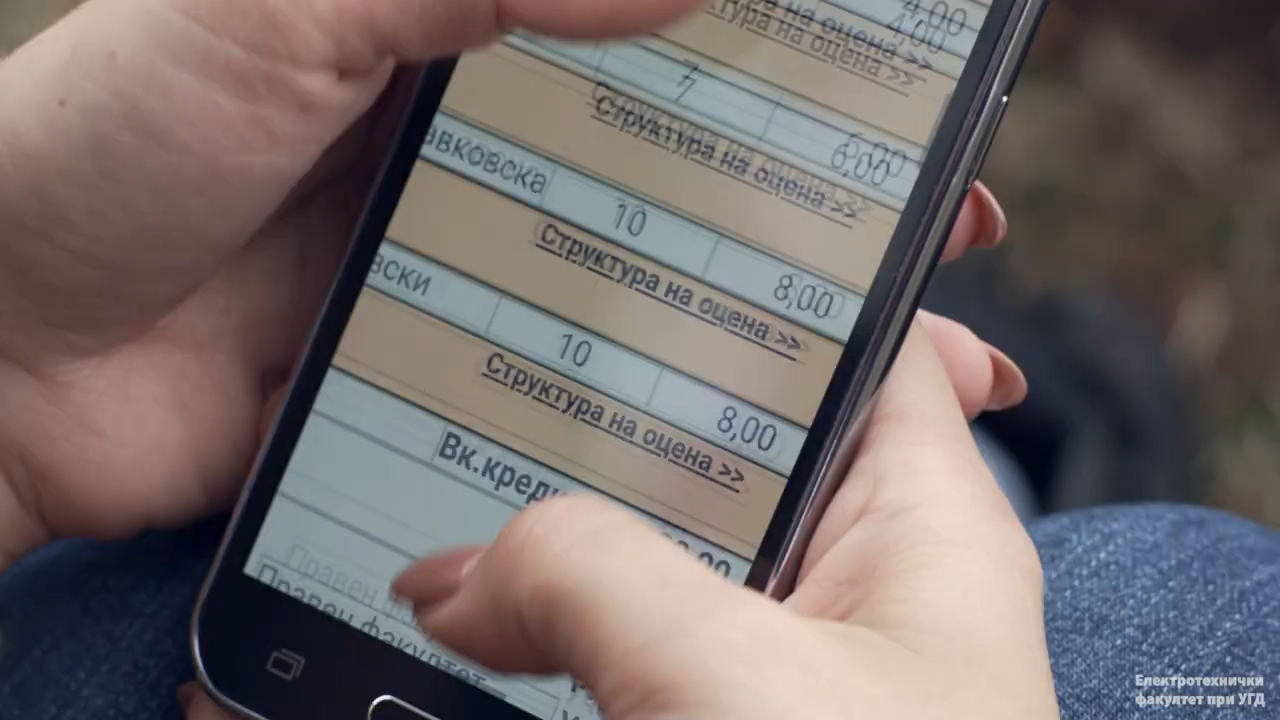 4,00
Структура на оцена >>
7
6,00
Структура на оцена >>
авковска 10 8,00
Структура на оцена >>
вски 10 8,00
Структура на оцена >>
Вк.креди
Правен факултет
Електротехнички
факултет при УГД